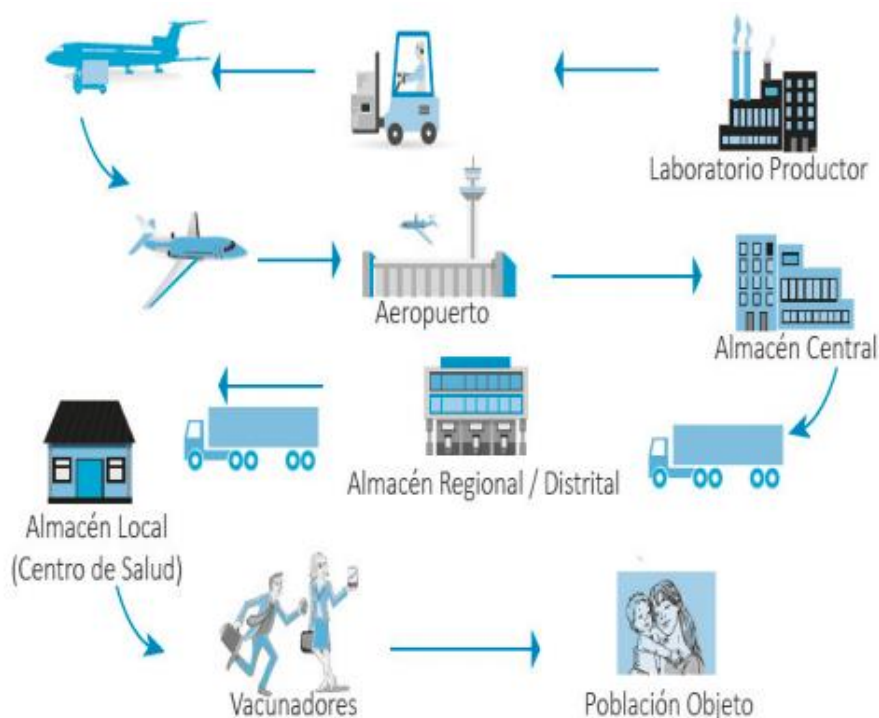 Laboratorio Productor
Aeropuerto
Almacén Central
Almacén Regional / Distrital
Almacén Local
(Centro de Salud)
Vacunadores
Población Objeto